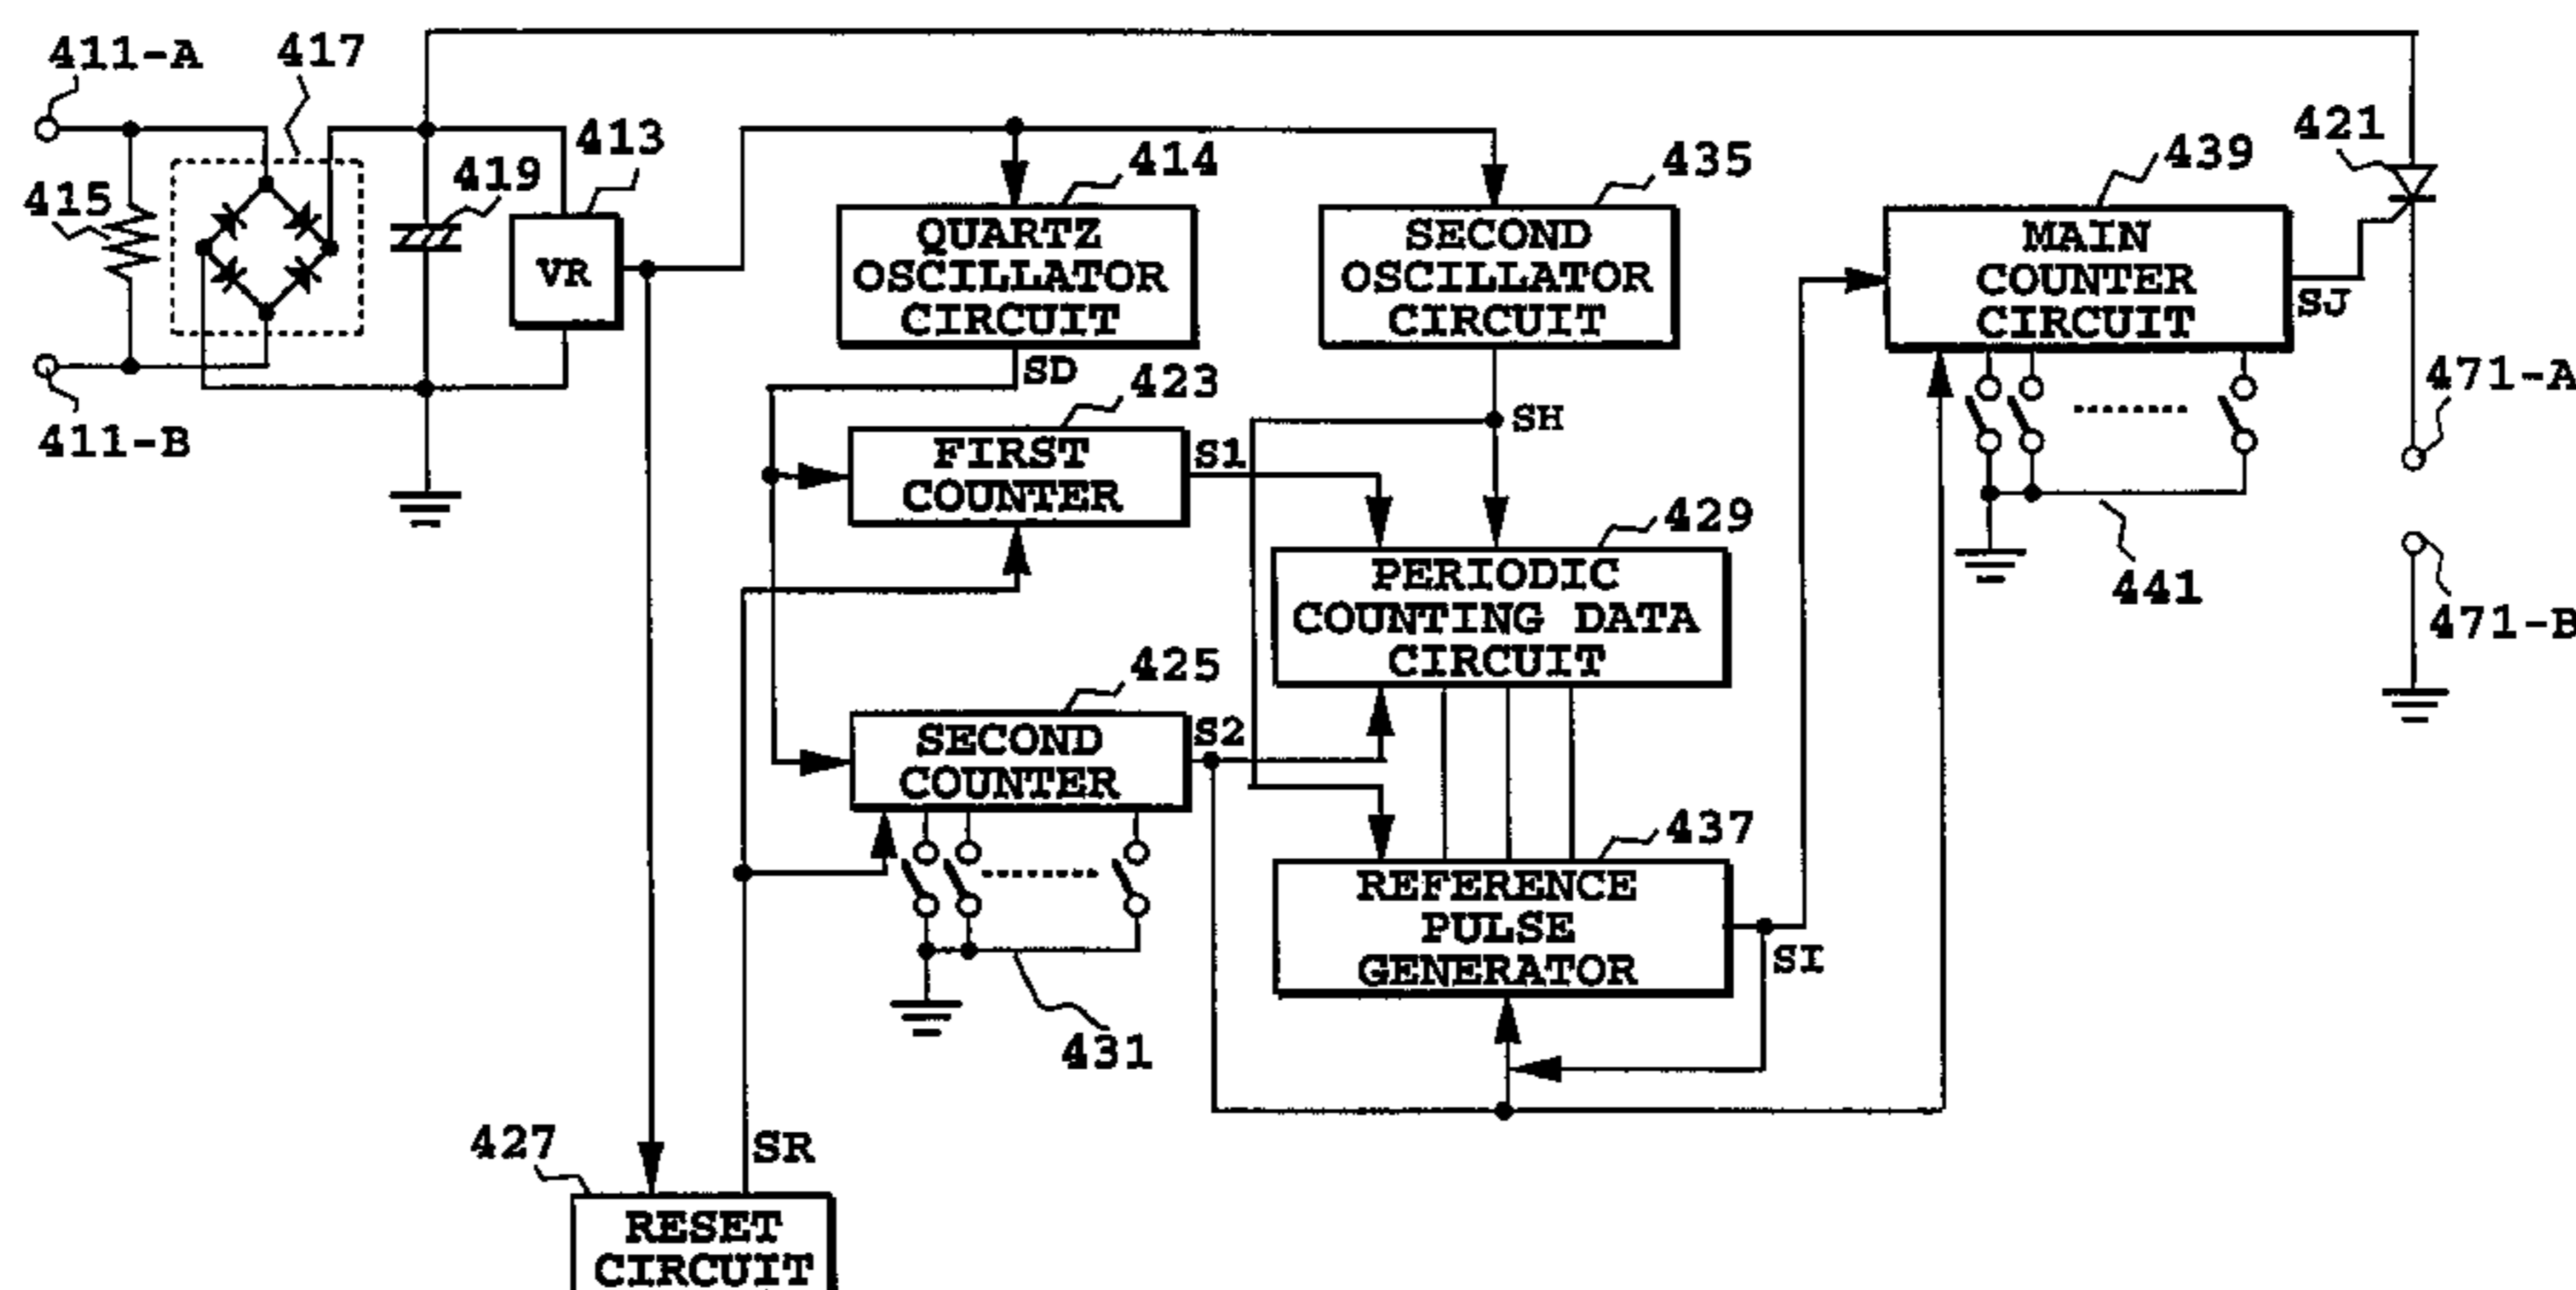 411-A
417
415
411-B
419
413
VR
414
QUARTZ
OSCILLATOR
CIRCUIT
SD
435
SECOND
OSCILLATOR
CIRCUIT
SH
439
MAIN
COUNTER
CIRCUIT
SJ
421
471-A
471-B
441
423
FIRST
COUNTER
S1
429
PERIODIC
COUNTING DATA
CIRCUIT
425
SECOND
COUNTER
S2
431
437
REFERENCE
PULSE
GENERATOR
SI
427
SR
RESET
CIRCUIT